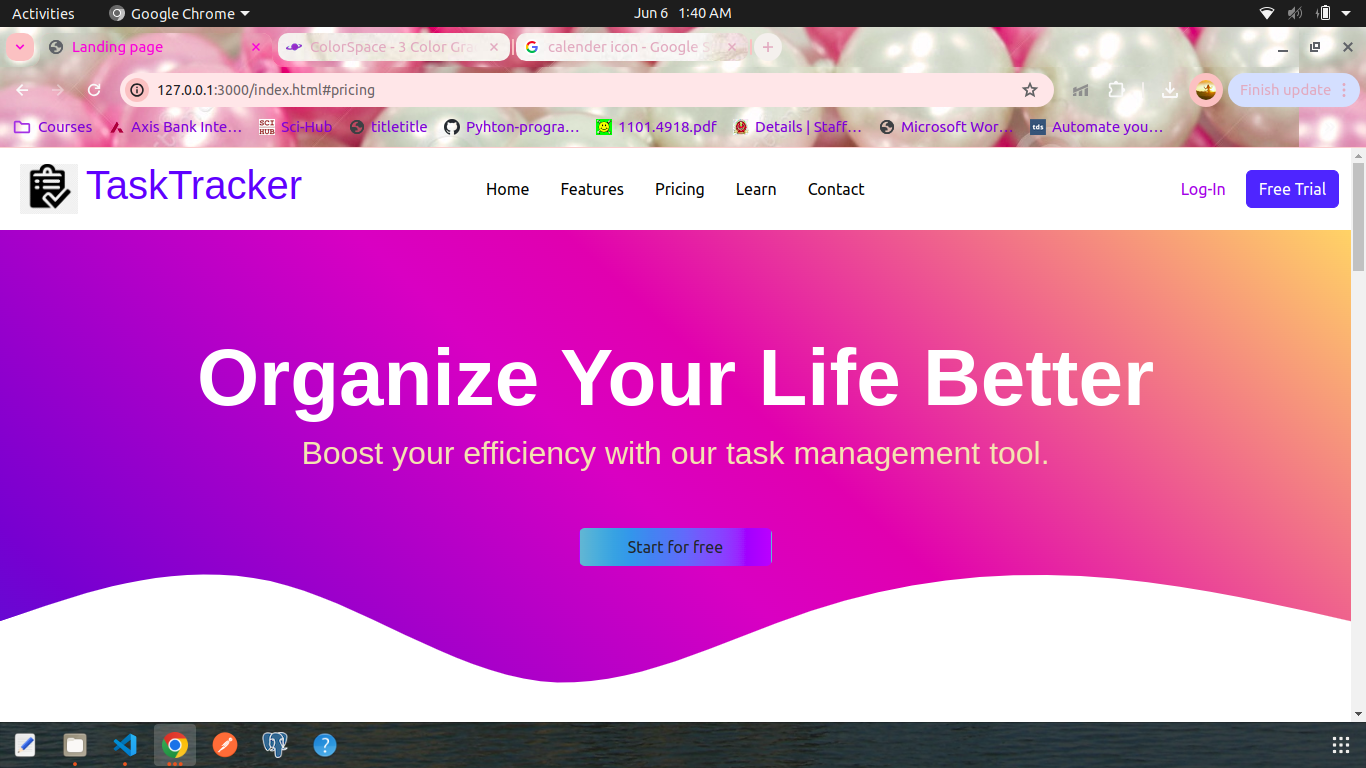 Activities Google Chrome Jun 6 1:40 AM
Landing page ColorSpace - 3 Color Gra calender icon - Google S
127.0.0.1:3000/index.html#pricing Finish update
Courses Axis Bank Inte... SCI HUB Sci-Hub titletitle Pyhton-progra... 1101.4918.pdf Details | Staff... Microsoft Wor... tds Automate you...
TaskTracker Home Features Pricing Learn Contact Log-In Free Trial
Organize Your Life Better
Boost your efficiency with our task management tool.
Start for free